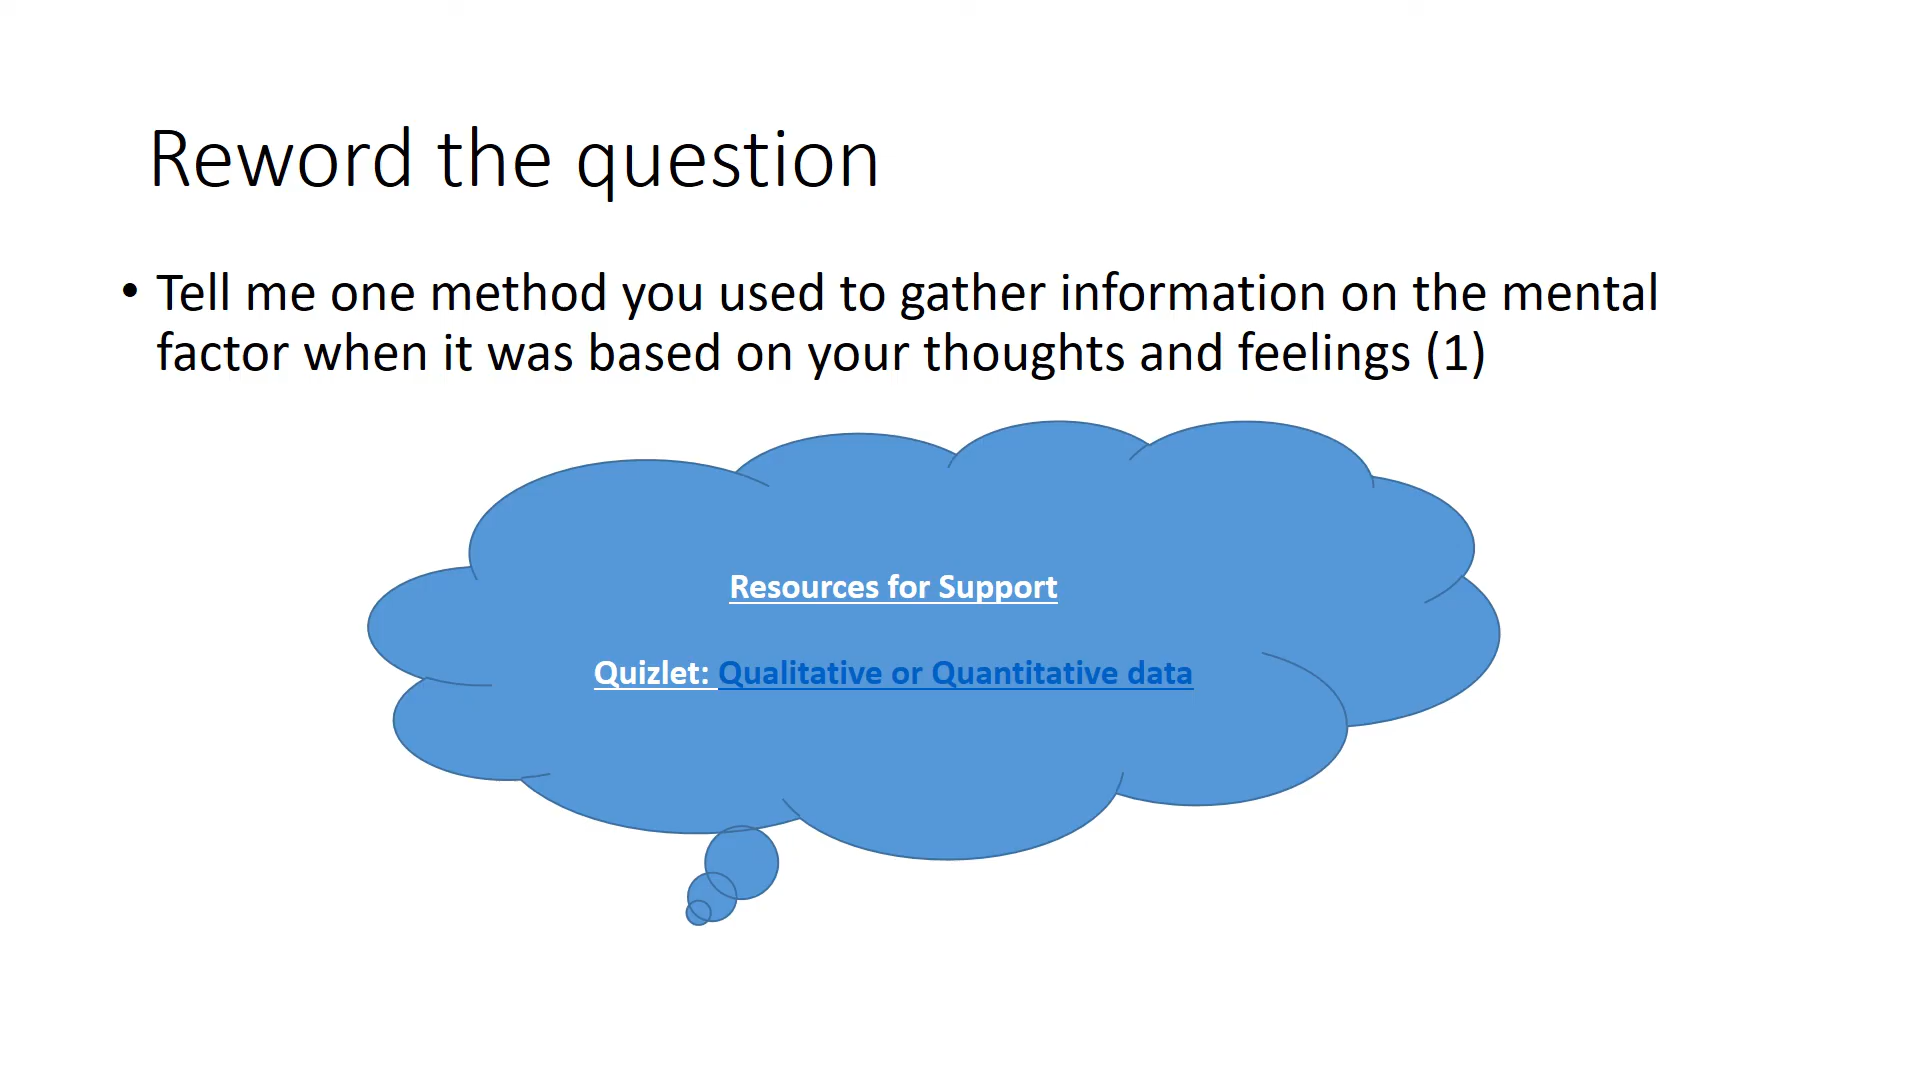 Reword the question
• Tell me one method you used to gather information on the mental
factor when it was based on your thoughts and feelings (1)
Resources for Support
Quizlet: Qualitative or Quantitative data